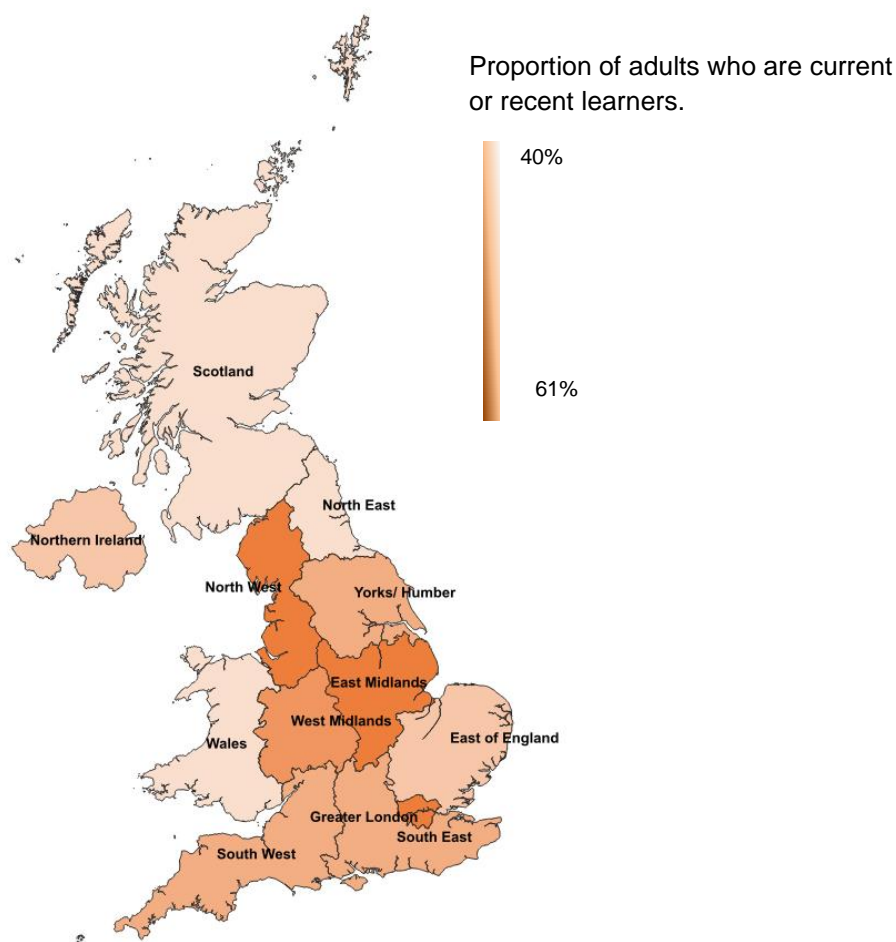 Proportion of adults who are current
or recent learners.
40%
61%
Scotland
North East
Northern Ireland
North West
Yorks/ Humber
East Midlands
West Midlands
East of England
Wales
Greater London
South East
South West